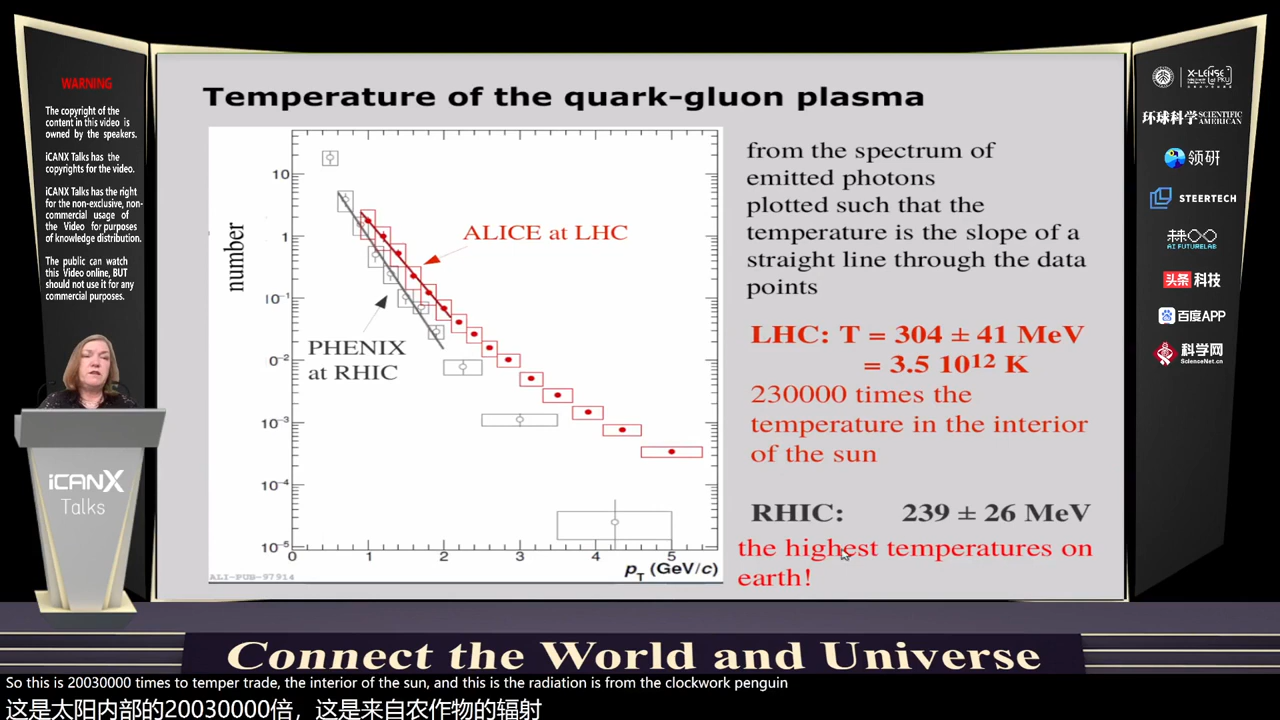 WARNING
The copyright of the
content in this video is
owned by the speakers.
iCANX Talks has the
copyrights for the video.
iCANX Talks has the right
for the non-exclusive, non-
commercial usage of
the Video for purposes
of knowledge distribution.
The public can watch
this Video online, BUT
should not use it for any
commercial purposes.
iCANX
Talks
Temperature of the quark-gluon plasma
number
10
1
10⁻¹
0⁻²
10⁻³
10⁻⁴
10⁻⁵
0 1 2 3 4 5
p_T (GeV/c)
ALICE at LHC
PHENIX
at RHIC
ALI-PUB-97914
from the spectrum of
emitted photons
plotted such that the
temperature is the slope of a
straight line through the data
points
LHC: T = 304 ± 41 MeV
= 3.5 10¹² K
230000 times the
temperature in the interior
of the sun
RHIC: 239 ± 26 MeV
the highest temperatures on
earth!
X-LENSE
环球科学 SCIENTIFIC AMERICAN
领研
STEERTECH
AI FUTURELAB
头条 科技
百度APP
科学网
ScienceNet.cn
Connect the World and Universe
So this is 20030000 times to temper trade, the interior of the sun, and this is the radiation is from the clockwork penguin
这是太阳内部的20030000倍，这是来自农作物的辐射